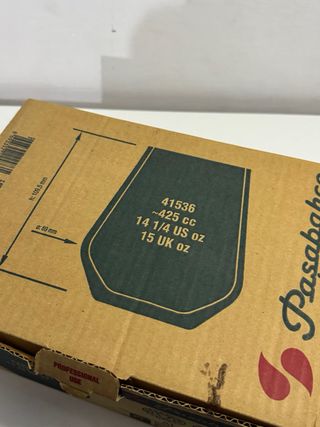 41536
~425 cc
14 1/4 US oz
15 UK oz
Paşabahçe
PROFESSIONAL
USE